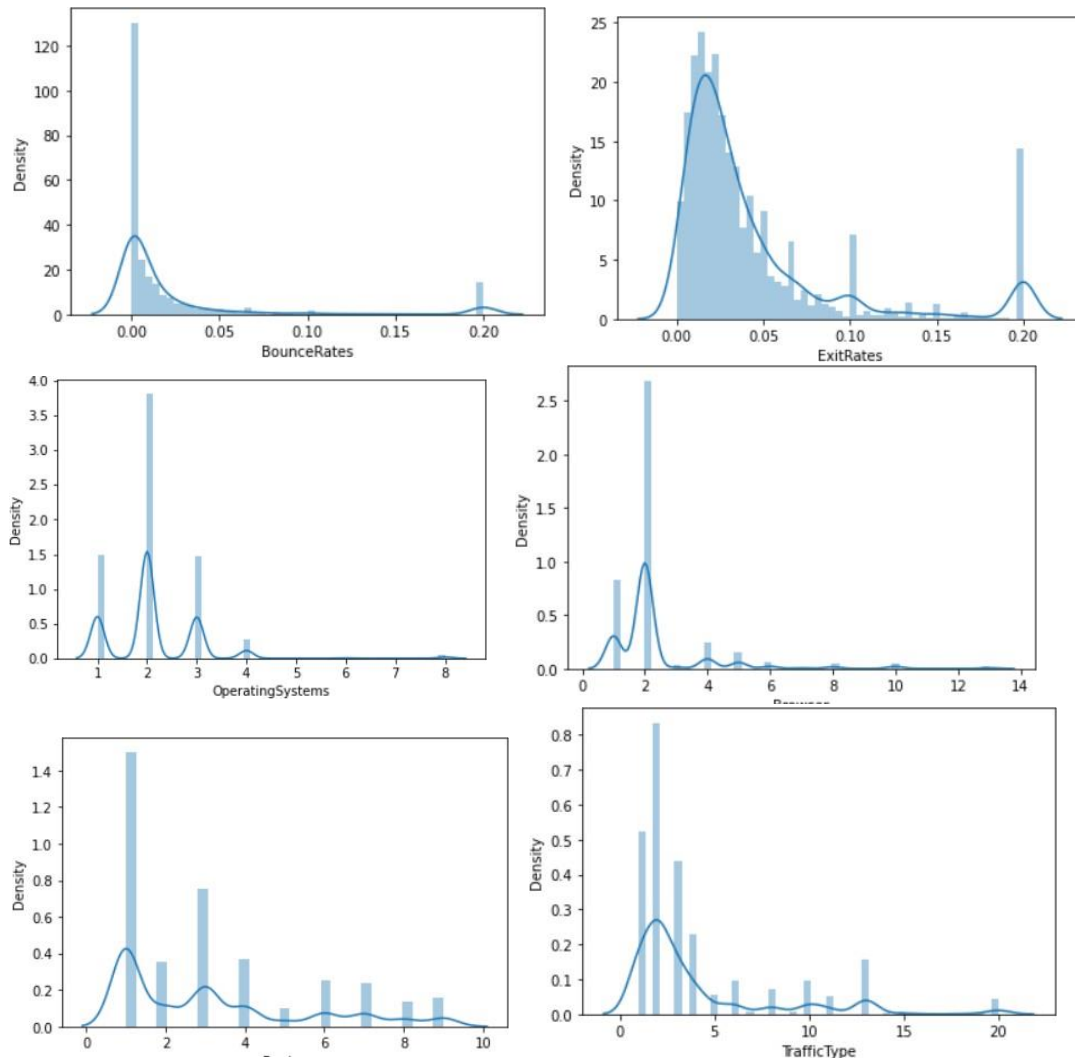 Density
120
100
80
60
40
20
0
0.00 0.05 0.10 0.15 0.20
BounceRates
Density
25
20
15
10
5
0
0.00 0.05 0.10 0.15 0.20
ExitRates
Density
4.0
3.5
3.0
2.5
2.0
1.5
1.0
0.5
0.0
1 2 3 4 5 6 7 8
OperatingSystems
Density
2.5
2.0
1.5
1.0
0.5
0.0
0 2 4 6 8 10 12 14
Density
1.4
1.2
1.0
0.8
0.6
0.4
0.2
0.0
0 2 4 6 8 10
Density
0.8
0.7
0.6
0.5
0.4
0.3
0.2
0.1
0.0
0 5 10 15 20
TrafficType